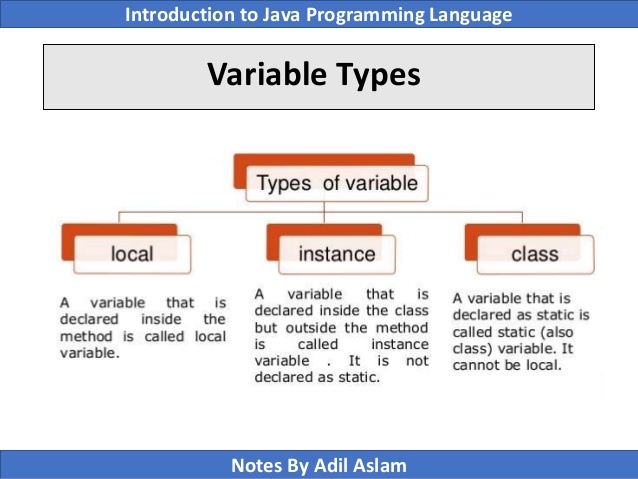 Introduction to Java Programming Language
Variable Types
Types of variable
local
instance
class
A variable that is
declared inside the
method is called local
variable.
A variable that is
declared inside the class
but outside the method
is called instance
variable . It is not
declared as static.
A variable that is
declared as static is
called static (also
class) variable. It
cannot be local.
Notes By Adil Aslam